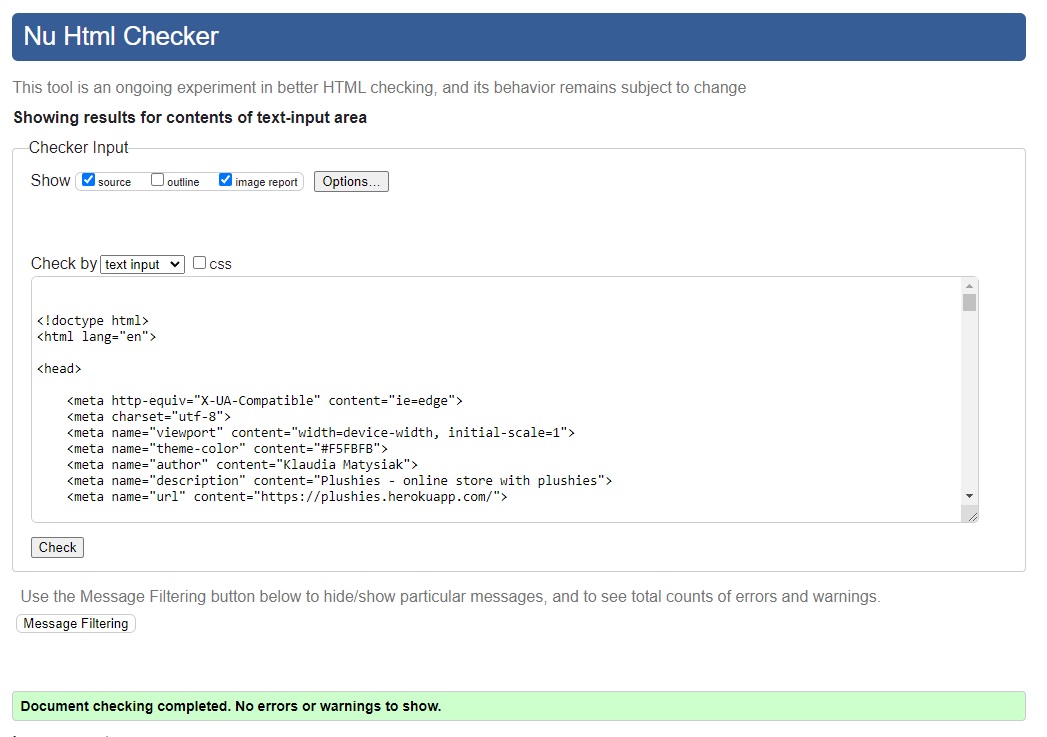 Nu Html Checker
This tool is an ongoing experiment in better HTML checking, and its behavior remains subject to change
Showing results for contents of text-input area
Checker Input
Show source outline image report Options...
Check by text input css
<!doctype html>
<html lang="en">
<head>
<meta http-equiv="X-UA-Compatible" content="ie=edge">
<meta charset="utf-8">
<meta name="viewport" content="width=device-width, initial-scale=1">
<meta name="theme-color" content="#F5FBFB">
<meta name="author" content="Klaudia Matysiak">
<meta name="description" content="Plushies - online store with plushies">
<meta name="url" content="https://plushies.herokuapp.com/">
Check
Use the Message Filtering button below to hide/show particular messages, and to see total counts of errors and warnings.
Message Filtering
Document checking completed. No errors or warnings to show.